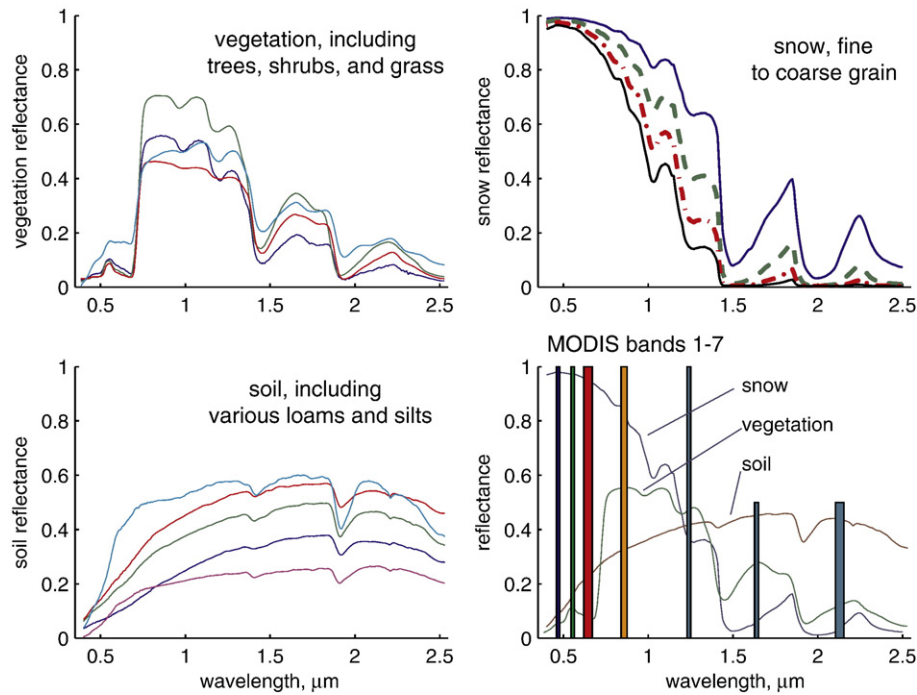 vegetation, including
trees, shrubs, and grass
vegetation reflectance
1
0.8
0.6
0.4
0.2
0
0.5
1
1.5
2
2.5
snow, fine
to coarse grain
snow reflectance
1
0.8
0.6
0.4
0.2
0
0.5
1
1.5
2
2.5
soil, including
various loams and silts
soil reflectance
1
0.8
0.6
0.4
0.2
0
0.5
1
1.5
2
2.5
wavelength, μm
MODIS bands 1-7
snow
vegetation
soil
reflectance
1
0.8
0.6
0.4
0.2
0
0.5
1
1.5
2
2.5
wavelength, μm